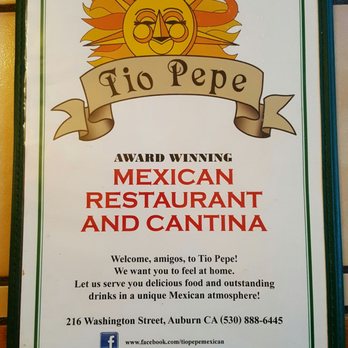 Tio Pepe
AWARD WINNING
MEXICAN
RESTAURANT
AND CANTINA
Welcome, amigos, to Tio Pepe!
We want you to feel at home.
Let us serve you delicious food and outstanding
drinks in a unique Mexican atmosphere!
216 Washington Street, Auburn CA (530) 888-6445
f www.facebook.com/tiopepemexican